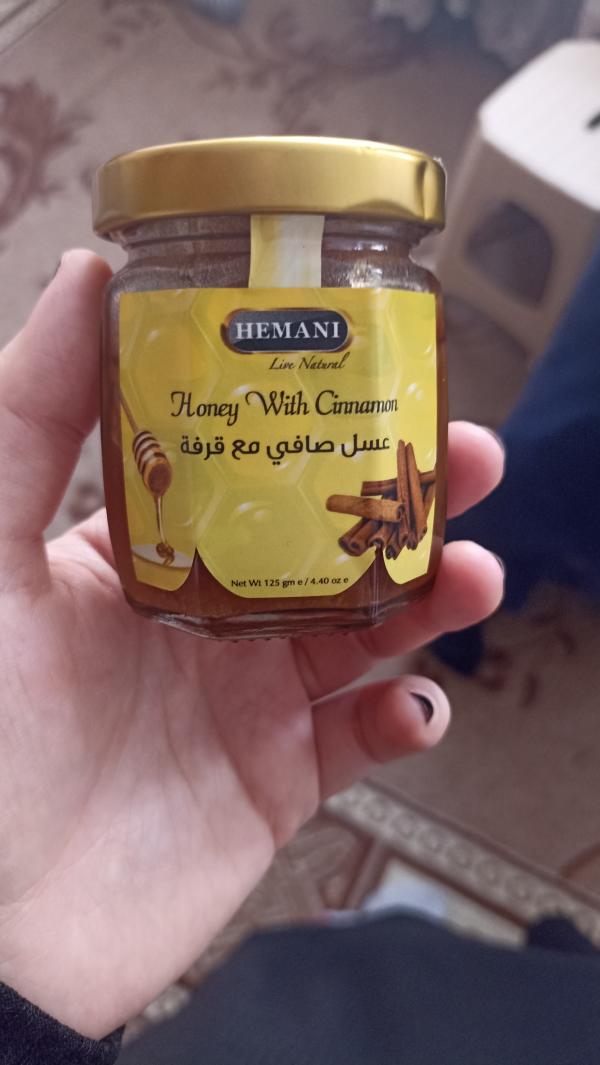 HEMANI
Live Natural
Honey With Cinnamon
عسل صافي مع قرفة
Net Wt 125 gm e / 4.40 oz e